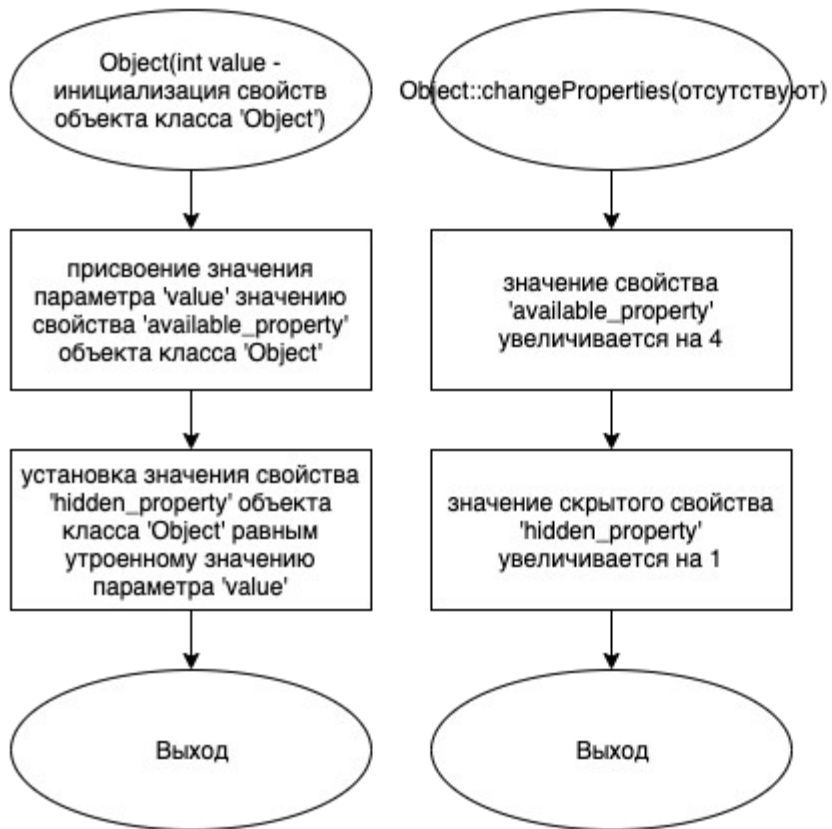 Object(int value -
инициализация свойств
объекта класса 'Object')
Object::changeProperties(отсутствуют)
присвоение значения
параметра 'value' значению
свойства 'available_property'
объекта класса 'Object'
значение свойства
'available_property'
увеличивается на 4
установка значения свойства
'hidden_property' объекта
класса 'Object' равным
утроенному значению
параметра 'value'
значение скрытого свойства
'hidden_property'
увеличивается на 1
Выход
Выход